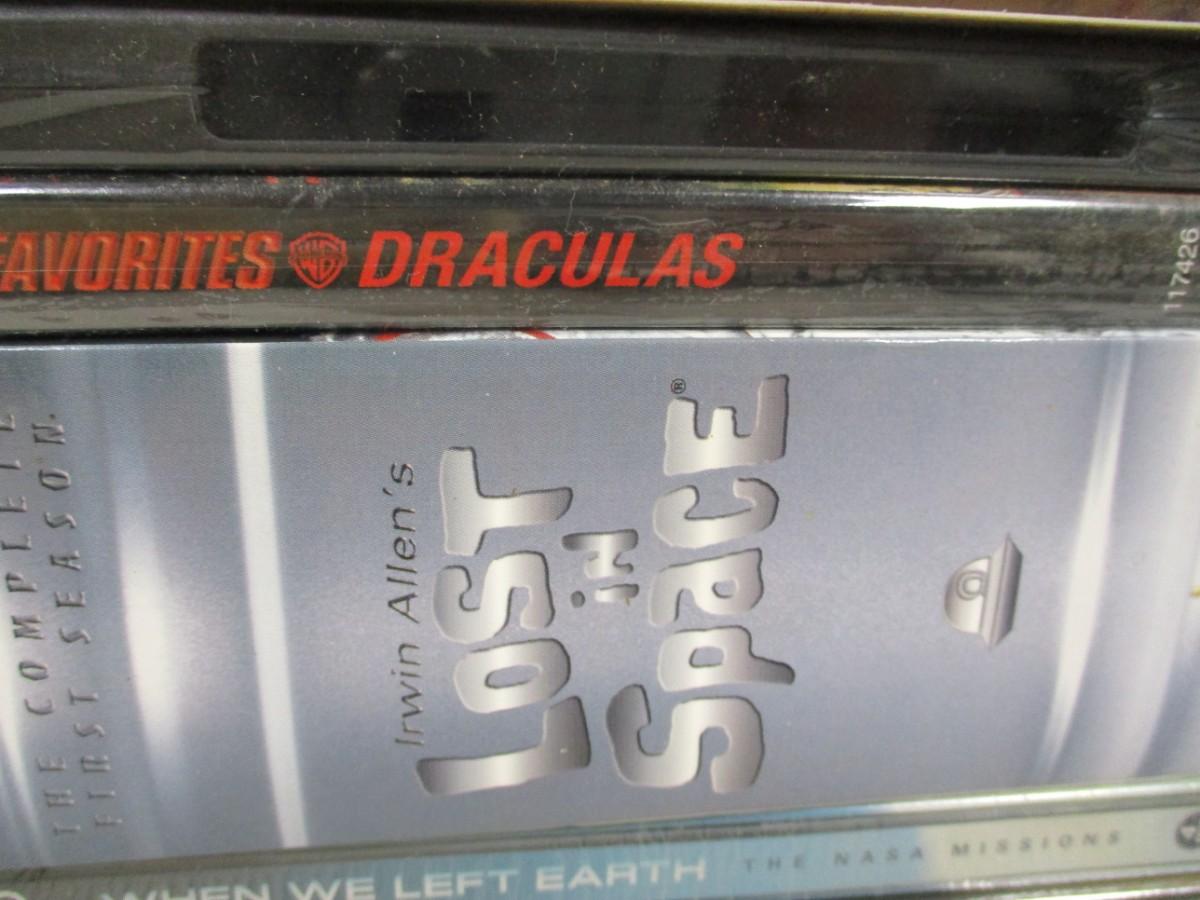 FAVORITES WB DRACULAS
117426
THE COMPLETE
FIRST SEASON.
Irwin Allen's
LOST
iN
SPaCE®
WHEN WE LEFT EARTH THE NASA MISSIONS